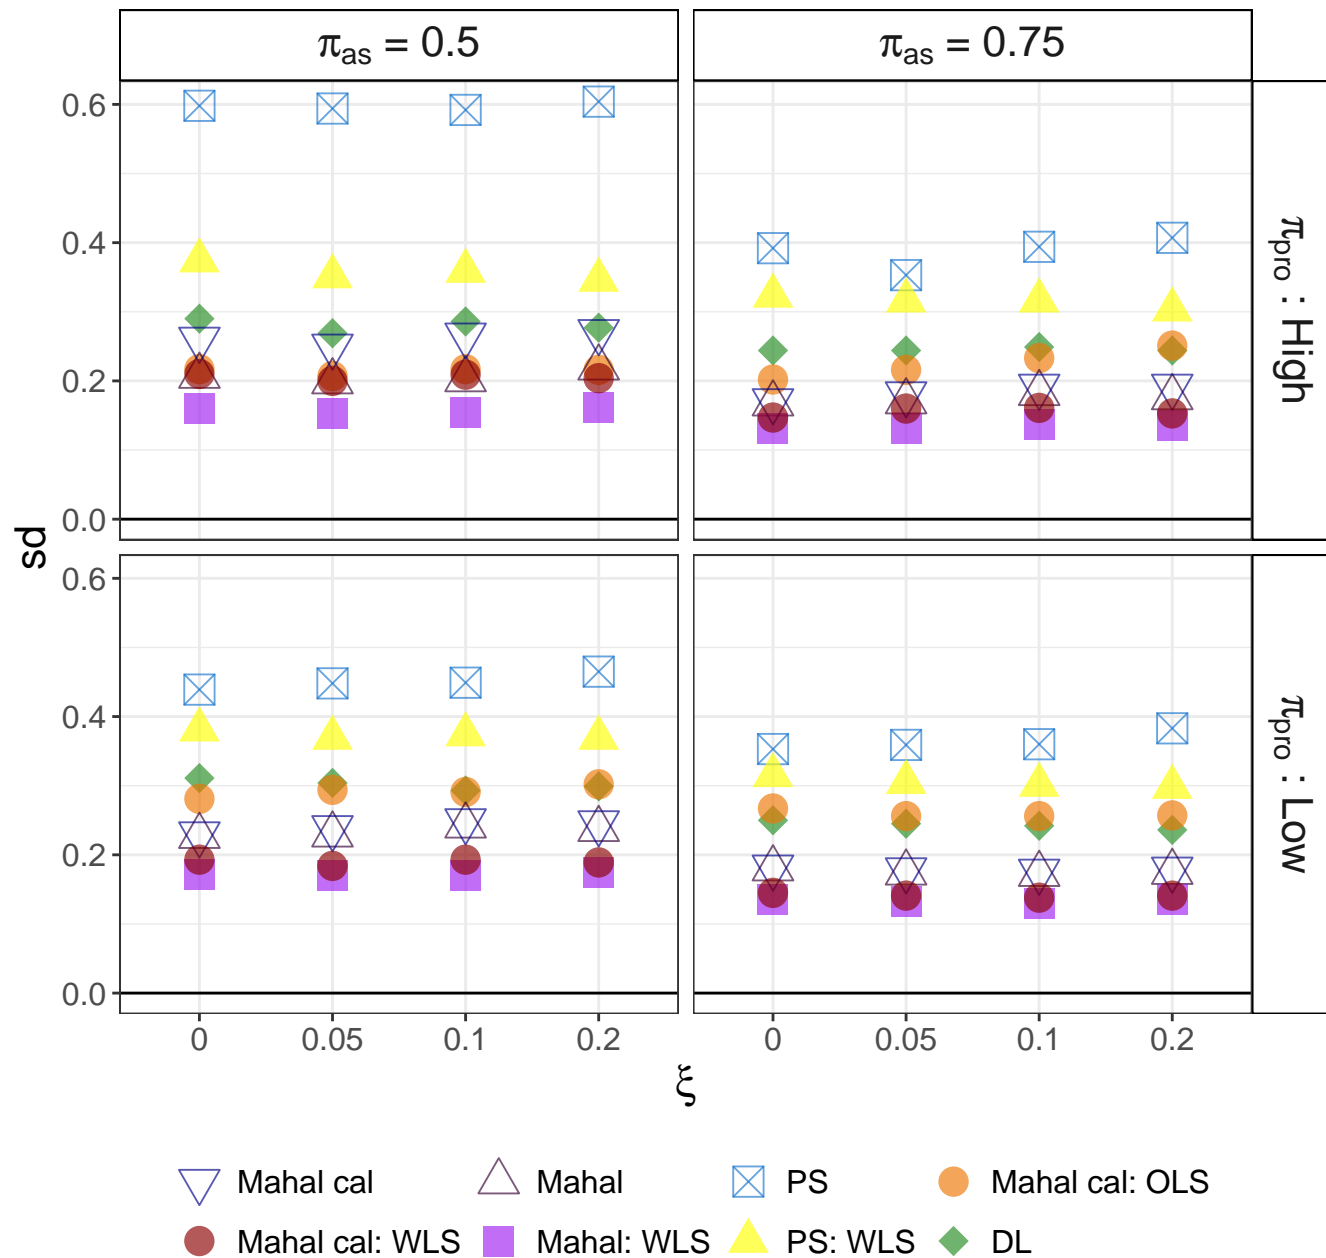 π_as = 0.5 π_as = 0.75
0.6
0.4
0.2
0.0
π_pro : High
sd
0.6
0.4
0.2
0.0
π_pro : Low
0 0.05 0.1 0.2 0 0.05 0.1 0.2
ξ
Mahal cal Mahal PS Mahal cal: OLS
Mahal cal: WLS Mahal: WLS PS: WLS DL